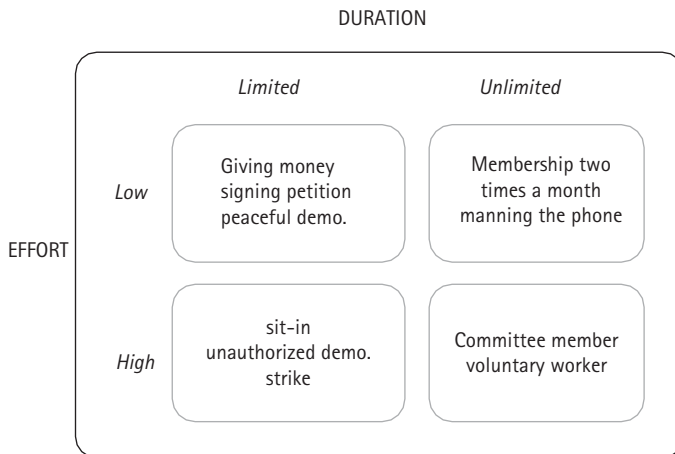 DURATION
Limited
Unlimited
Low
Giving money
signing petition
peaceful demo.
Membership two
times a month
manning the phone
EFFORT
High
sit-in
unauthorized demo.
strike
Committee member
voluntary worker